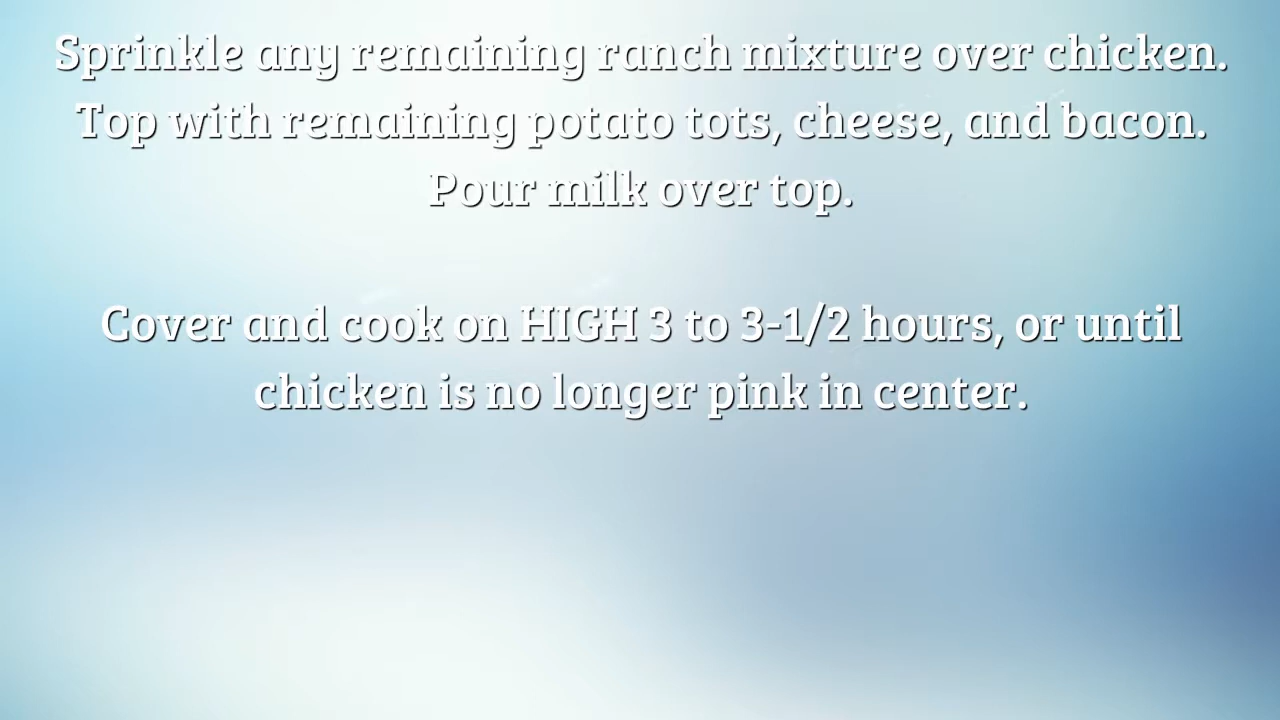 Sprinkle any remaining ranch mixture over chicken.
Top with remaining potato tots, cheese, and bacon.
Pour milk over top.
Cover and cook on HIGH 3 to 3-1/2 hours, or until
chicken is no longer pink in center.